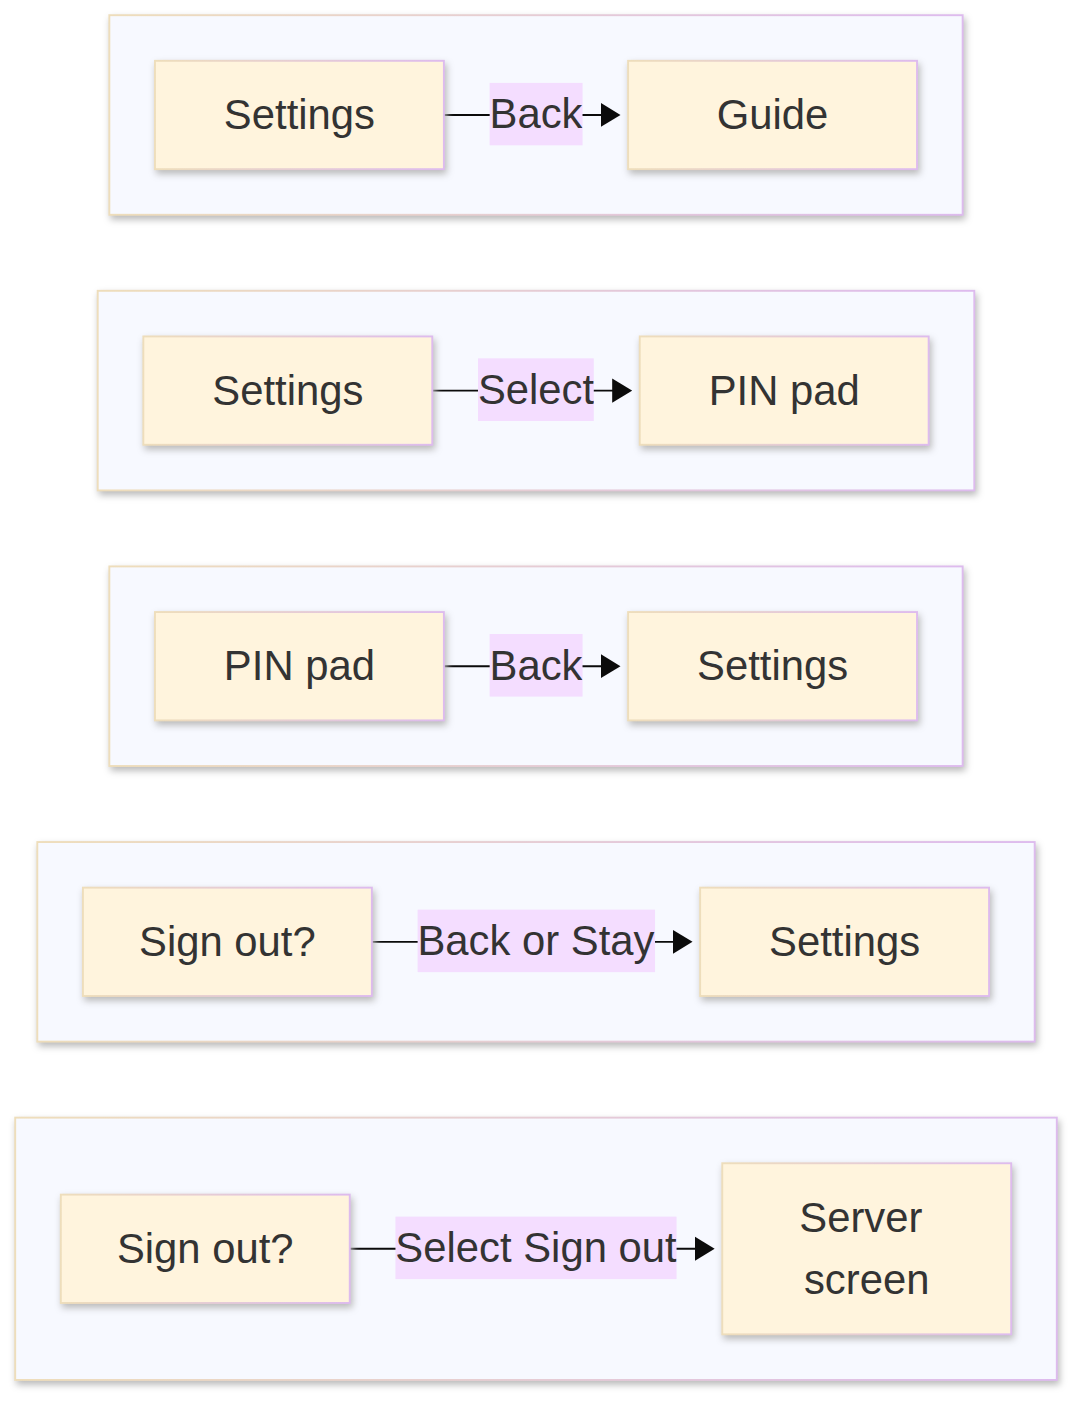 Settings Back Guide
Settings Select PIN pad
PIN pad Back Settings
Sign out? Back or Stay Settings
Sign out? Select Sign out Server
screen